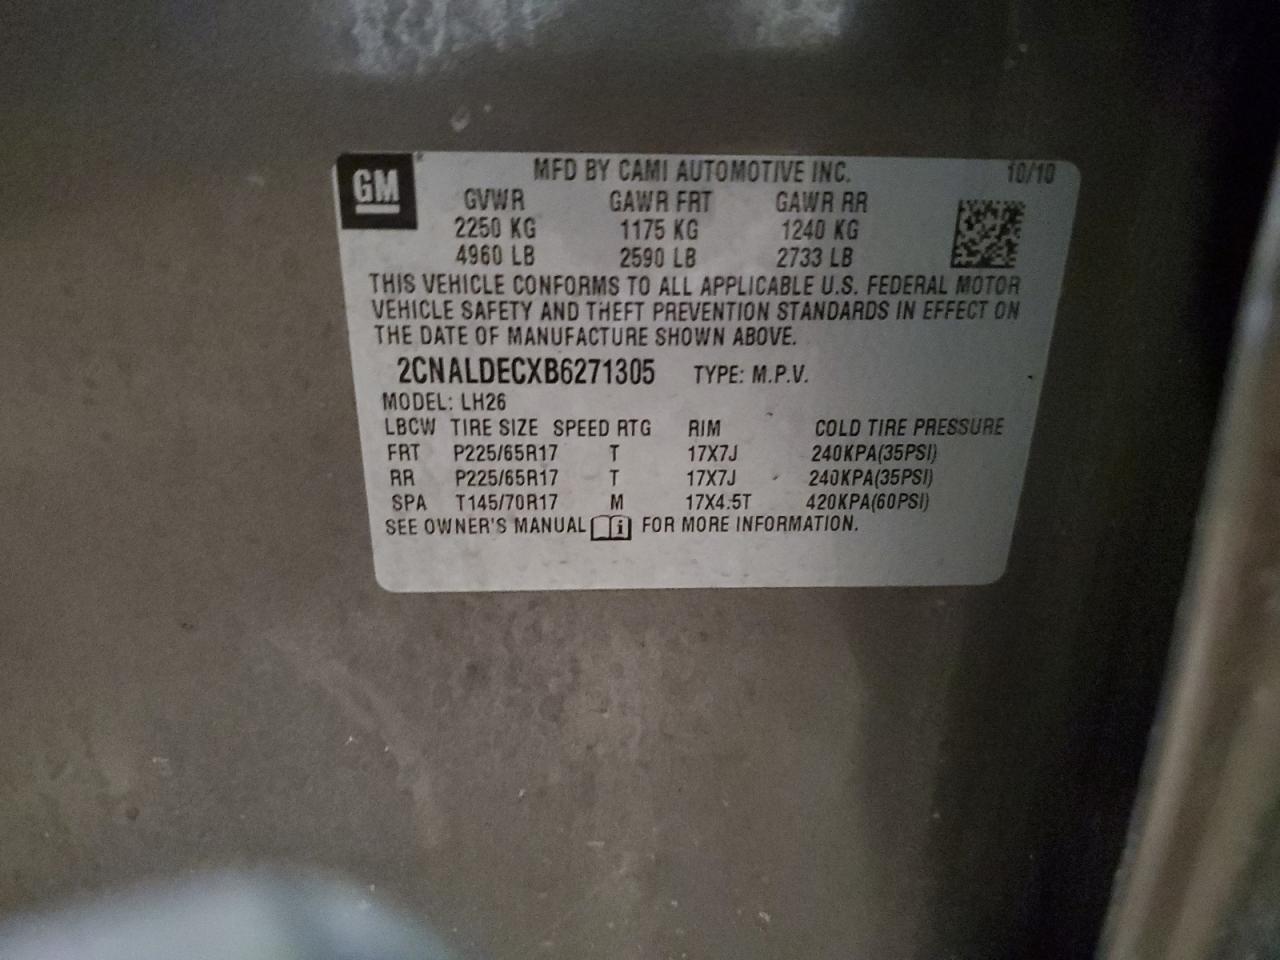 GM
MFD BY CAMI AUTOMOTIVE INC. 10/10
GVWR GAWR FRT GAWR RR
2250 KG 1175 KG 1240 KG
4960 LB 2590 LB 2733 LB
THIS VEHICLE CONFORMS TO ALL APPLICABLE U.S. FEDERAL MOTOR
VEHICLE SAFETY AND THEFT PREVENTION STANDARDS IN EFFECT ON
THE DATE OF MANUFACTURE SHOWN ABOVE.
2CNALDECXB6271305 TYPE: M.P.V.
MODEL: LH26
LBCW TIRE SIZE SPEED RTG RIM COLD TIRE PRESSURE
FRT P225/65R17 T 17X7J 240KPA(35PSI)
RR P225/65R17 T 17X7J 240KPA(35PSI)
SPA T145/70R17 M 17X4.5T 420KPA(60PSI)
SEE OWNER'S MANUAL i FOR MORE INFORMATION.